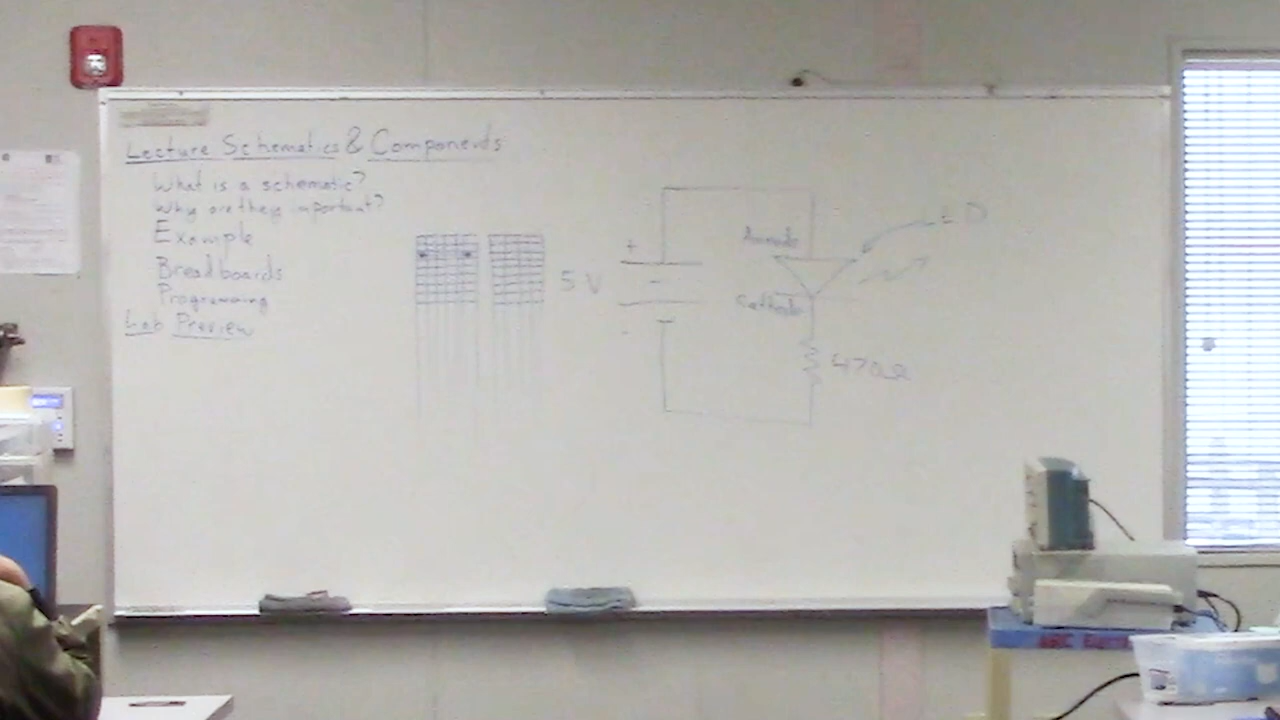 Lecture Schematics & Components
What is a schematic?
Why are they important?
Example
Breadboards
Programming
Lab Preview
5 V
+
-
Anode
Cathode
LED
470Ω